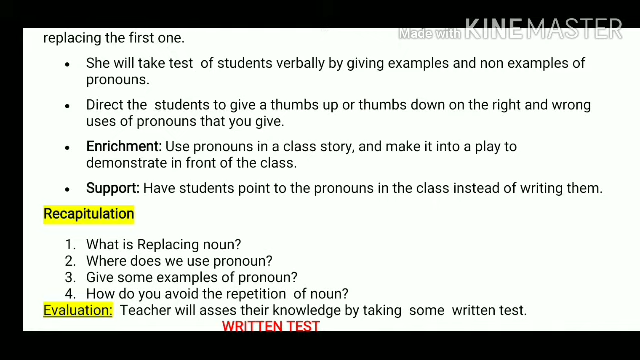 Made with KINEMASTER
replacing the first one.
• She will take test of students verbally by giving examples and non examples of
pronouns.
• Direct the students to give a thumbs up or thumbs down on the right and wrong
uses of pronouns that you give.
• Enrichment: Use pronouns in a class story, and make it into a play to
demonstrate in front of the class.
• Support: Have students point to the pronouns in the class instead of writing them.
Recapitulation
1. What is Replacing noun?
2. Where does we use pronoun?
3. Give some examples of pronoun?
4. How do you avoid the repetition of noun?
Evaluation: Teacher will asses their knowledge by taking some written test.
WRITTEN TEST